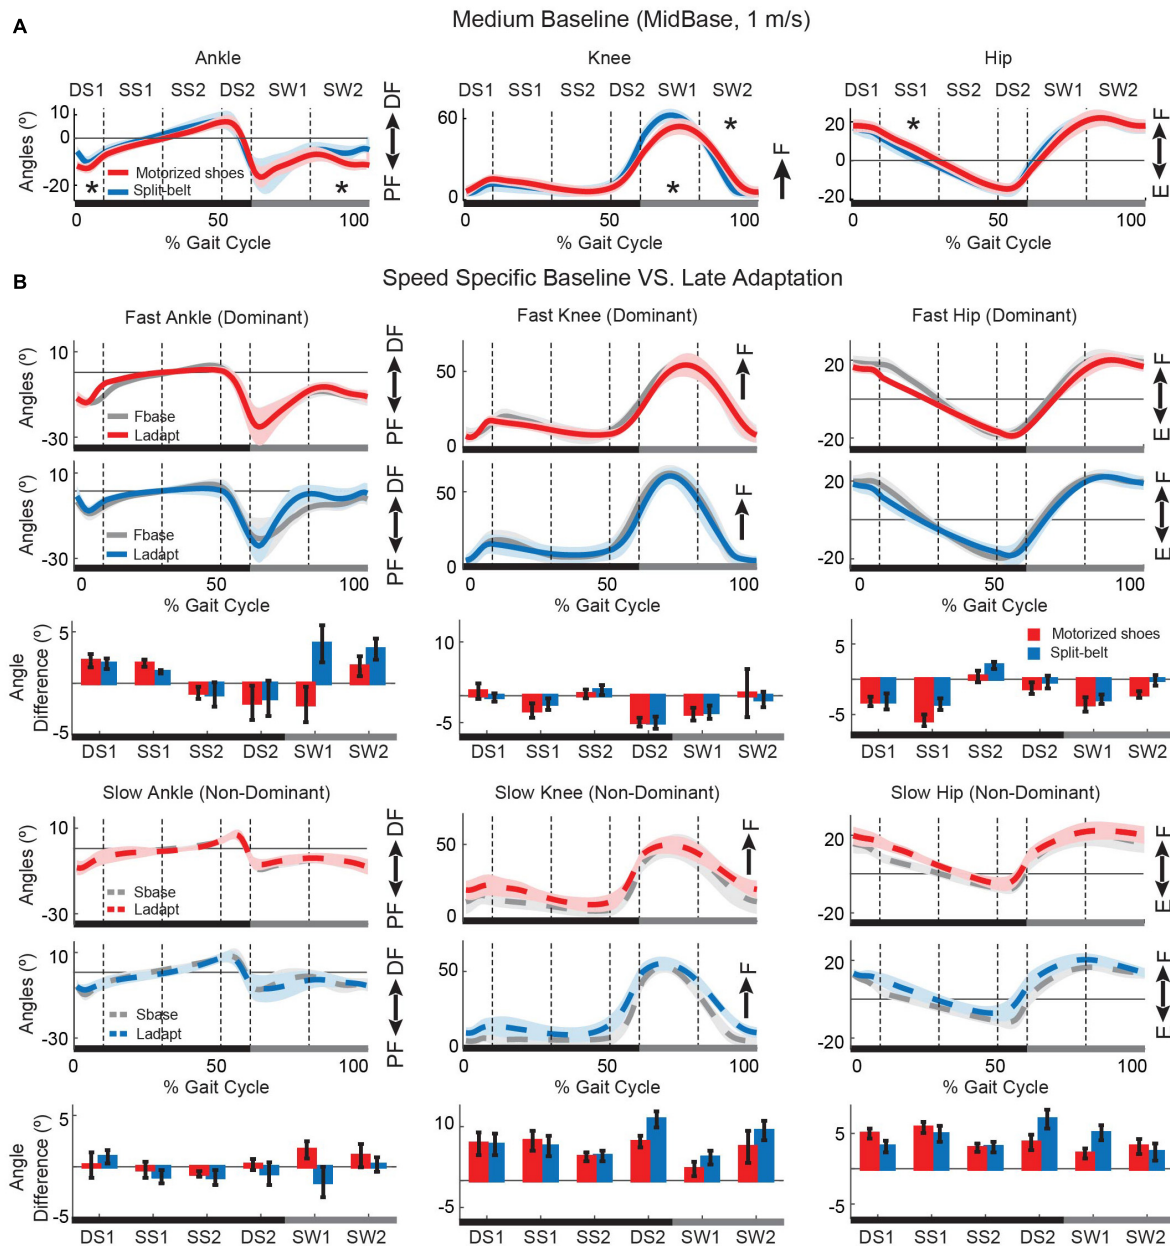 A
Medium Baseline (MidBase, 1 m/s)
Ankle
Knee
Hip
DS1 SS1 SS2 DS2 SW1 SW2
DS1 SS1 SS2 DS2 SW1 SW2
DS1 SS1 SS2 DS2 SW1 SW2
Angles (º)
10
0
-20
Motorized shoes
Split-belt
*
*
PF DF
0 50 100
% Gait Cycle
60
0
*
*
F
0 50 100
% Gait Cycle
20
0
-20
*
E F
0 50 100
% Gait Cycle
B
Speed Specific Baseline VS. Late Adaptation
Fast Ankle (Dominant)
Fast Knee (Dominant)
Fast Hip (Dominant)
Angles (º)
10
-30
Fbase
Ladapt
PF DF
50
0
F
20
-20
E F
Angles (º)
10
-30
Fbase
Ladapt
PF DF
0 50 100
% Gait Cycle
50
0
F
0 50 100
% Gait Cycle
20
-20
E F
0 50 100
% Gait Cycle
Angle
Difference (º)
5
-5
DS1 SS1 SS2 DS2 SW1 SW2
10
-5
DS1 SS1 SS2 DS2 SW1 SW2
5
-5
Motorized shoes
Split-belt
DS1 SS1 SS2 DS2 SW1 SW2
Slow Ankle (Non-Dominant)
Slow Knee (Non-Dominant)
Slow Hip (Non-Dominant)
Angles (º)
10
-30
Sbase
Ladapt
PF DF
50
0
F
20
-20
E F
Angles (º)
10
-30
Sbase
Ladapt
PF DF
0 50 100
% Gait Cycle
50
0
F
0 50 100
% Gait Cycle
20
-20
E F
0 50 100
% Gait Cycle
Angle
Difference (º)
5
-5
DS1 SS1 SS2 DS2 SW1 SW2
10
-5
DS1 SS1 SS2 DS2 SW1 SW2
5
-5
DS1 SS1 SS2 DS2 SW1 SW2